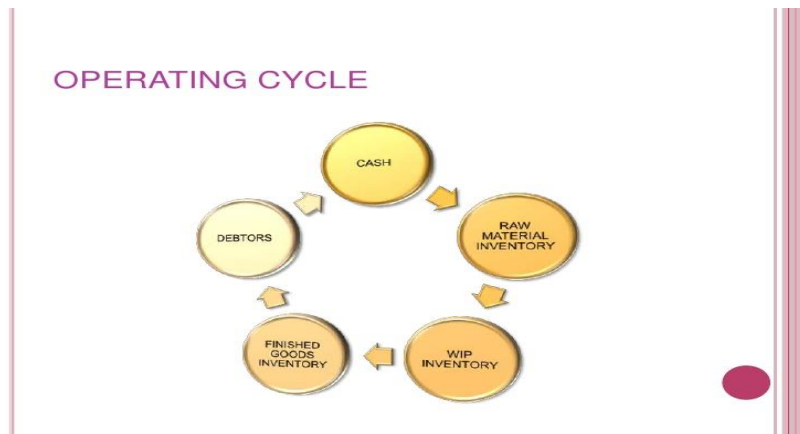 OPERATING CYCLE
CASH
RAW
MATERIAL
INVENTORY
WIP
INVENTORY
FINISHED
GOODS
INVENTORY
DEBTORS